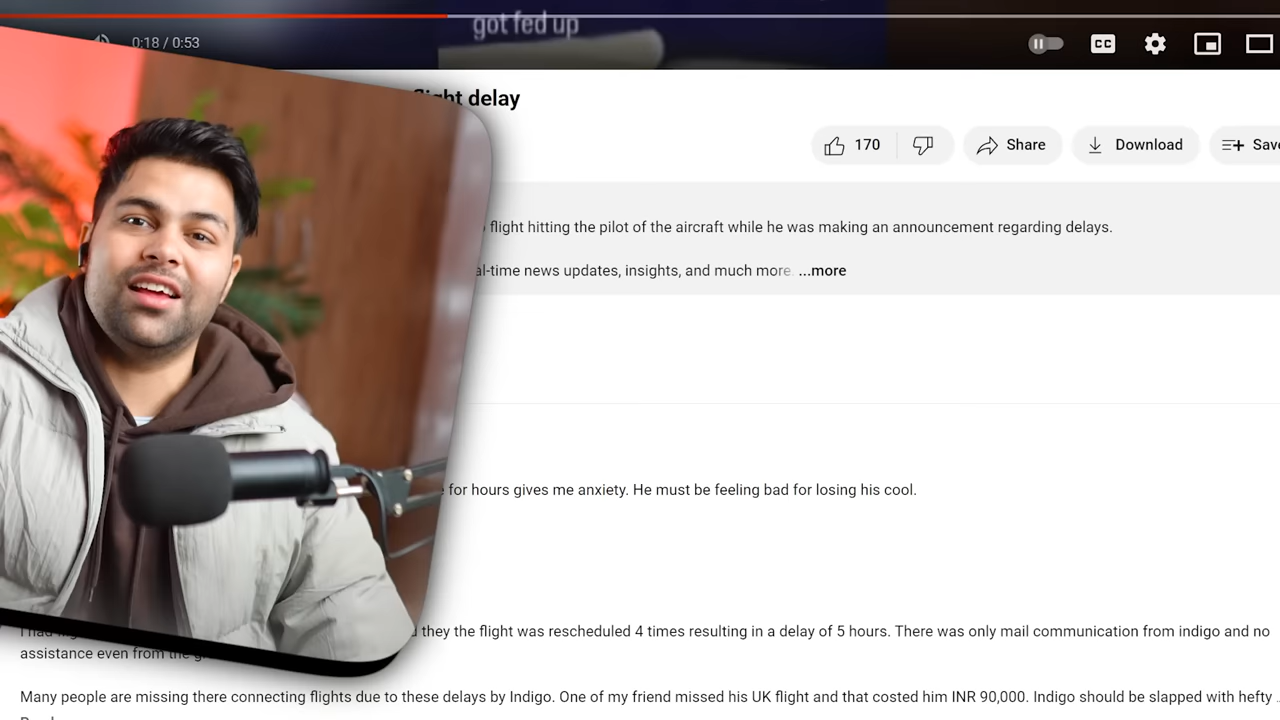 got fed up
0:18 / 0:53
flight delay
170
Share
Download
flight hitting the pilot of the aircraft while he was making an announcement regarding delays.
al-time news updates, insights, and much more. ...more
for hours gives me anxiety. He must be feeling bad for losing his cool.
I had they the flight was rescheduled 4 times resulting in a delay of 5 hours. There was only mail communication from indigo and no
assistance even from the
Many people are missing there connecting flights due to these delays by Indigo. One of my friend missed his UK flight and that costed him INR 90,000. Indigo should be slapped with hefty